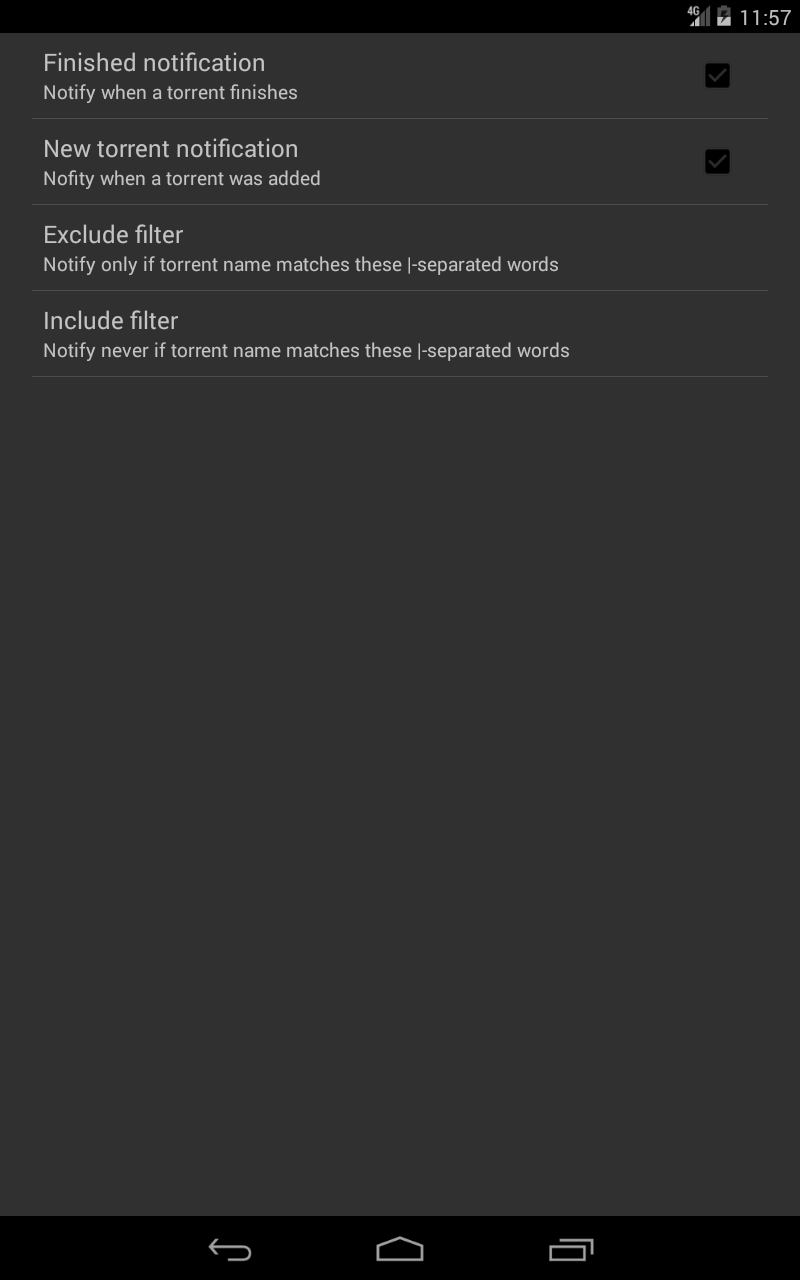 4G 11:57
Finished notification
Notify when a torrent finishes
New torrent notification
Nofity when a torrent was added
Exclude filter
Notify only if torrent name matches these |-separated words
Include filter
Notify never if torrent name matches these |-separated words